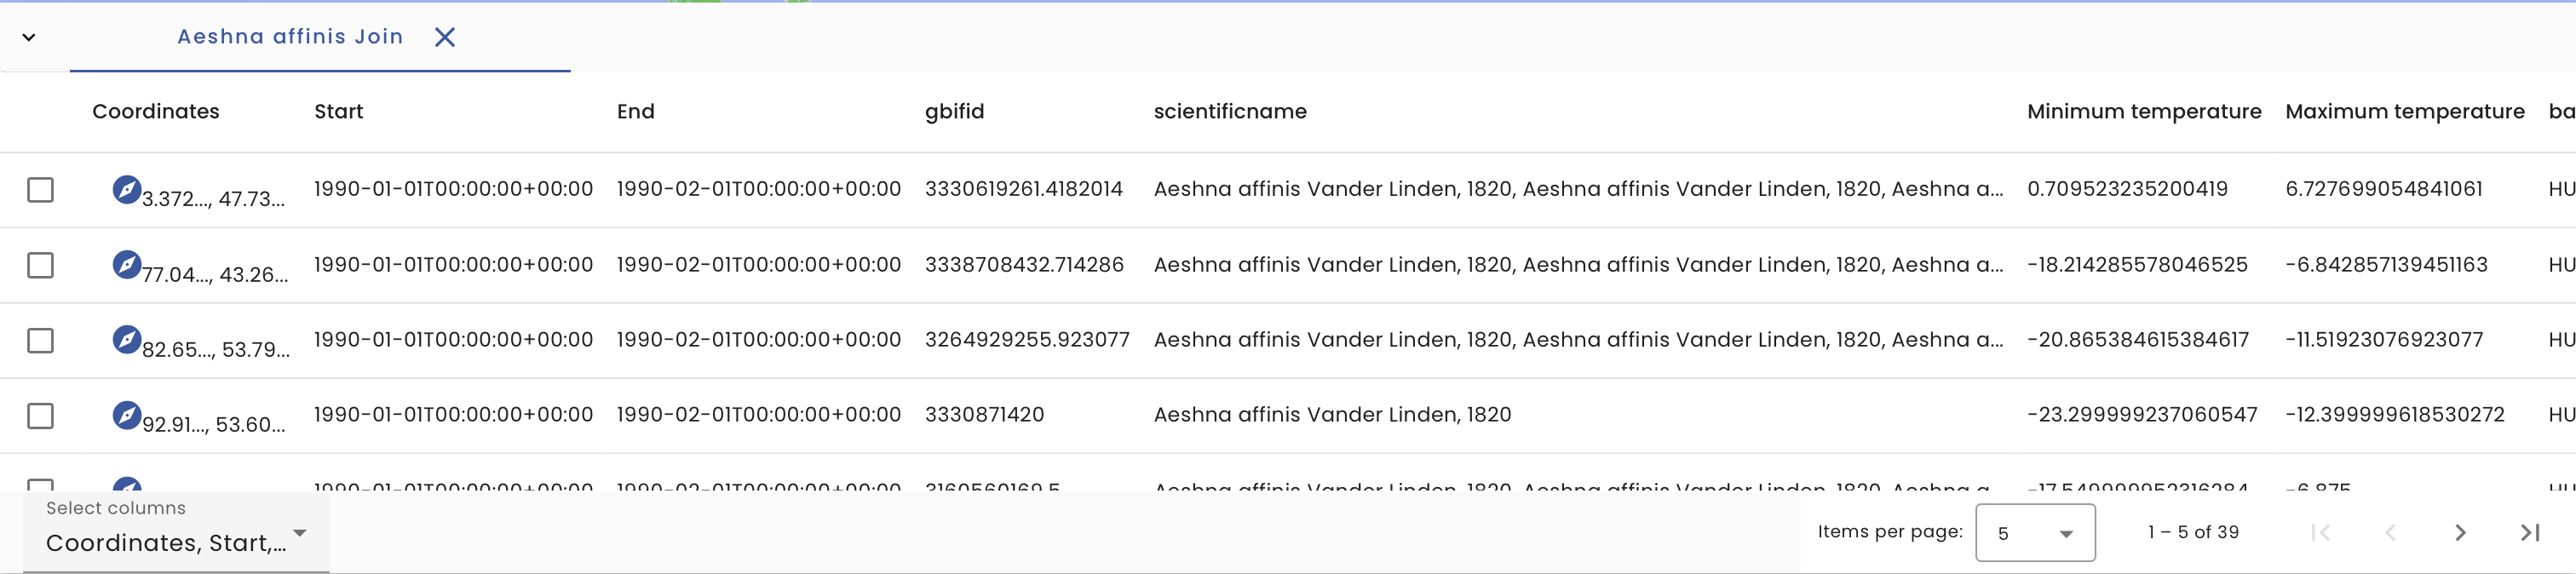 Aeshna affinis Join
Coordinates Start End gbifid scientificname Minimum temperature Maximum temperature ba
3.372..., 47.73... 1990-01-01T00:00:00+00:00 1990-02-01T00:00:00+00:00 3330619261.4182014 Aeshna affinis Vander Linden, 1820, Aeshna affinis Vander Linden, 1820, Aeshna a... 0.709523235200419 6.727699054841061 HU
77.04..., 43.26... 1990-01-01T00:00:00+00:00 1990-02-01T00:00:00+00:00 3338708432.714286 Aeshna affinis Vander Linden, 1820, Aeshna affinis Vander Linden, 1820, Aeshna a... -18.214285578046525 -6.842857139451163 HU
82.65..., 53.79... 1990-01-01T00:00:00+00:00 1990-02-01T00:00:00+00:00 3264929255.923077 Aeshna affinis Vander Linden, 1820, Aeshna affinis Vander Linden, 1820, Aeshna a... -20.865384615384617 -11.51923076923077 HU
92.91..., 53.60... 1990-01-01T00:00:00+00:00 1990-02-01T00:00:00+00:00 3330871420 Aeshna affinis Vander Linden, 1820 -23.299999237060547 -12.399999618530272 HU
1990-01-01T00:00:00+00:00 1990-02-01T00:00:00+00:00 3160560169.5 Aeshna affinis Vander Linden, 1820, Aeshna affinis Vander Linden, 1820, Aeshna a... -17.549999952316284 -6.875 HU
Select columns
Coordinates, Start,...
Items per page: 5 1 – 5 of 39